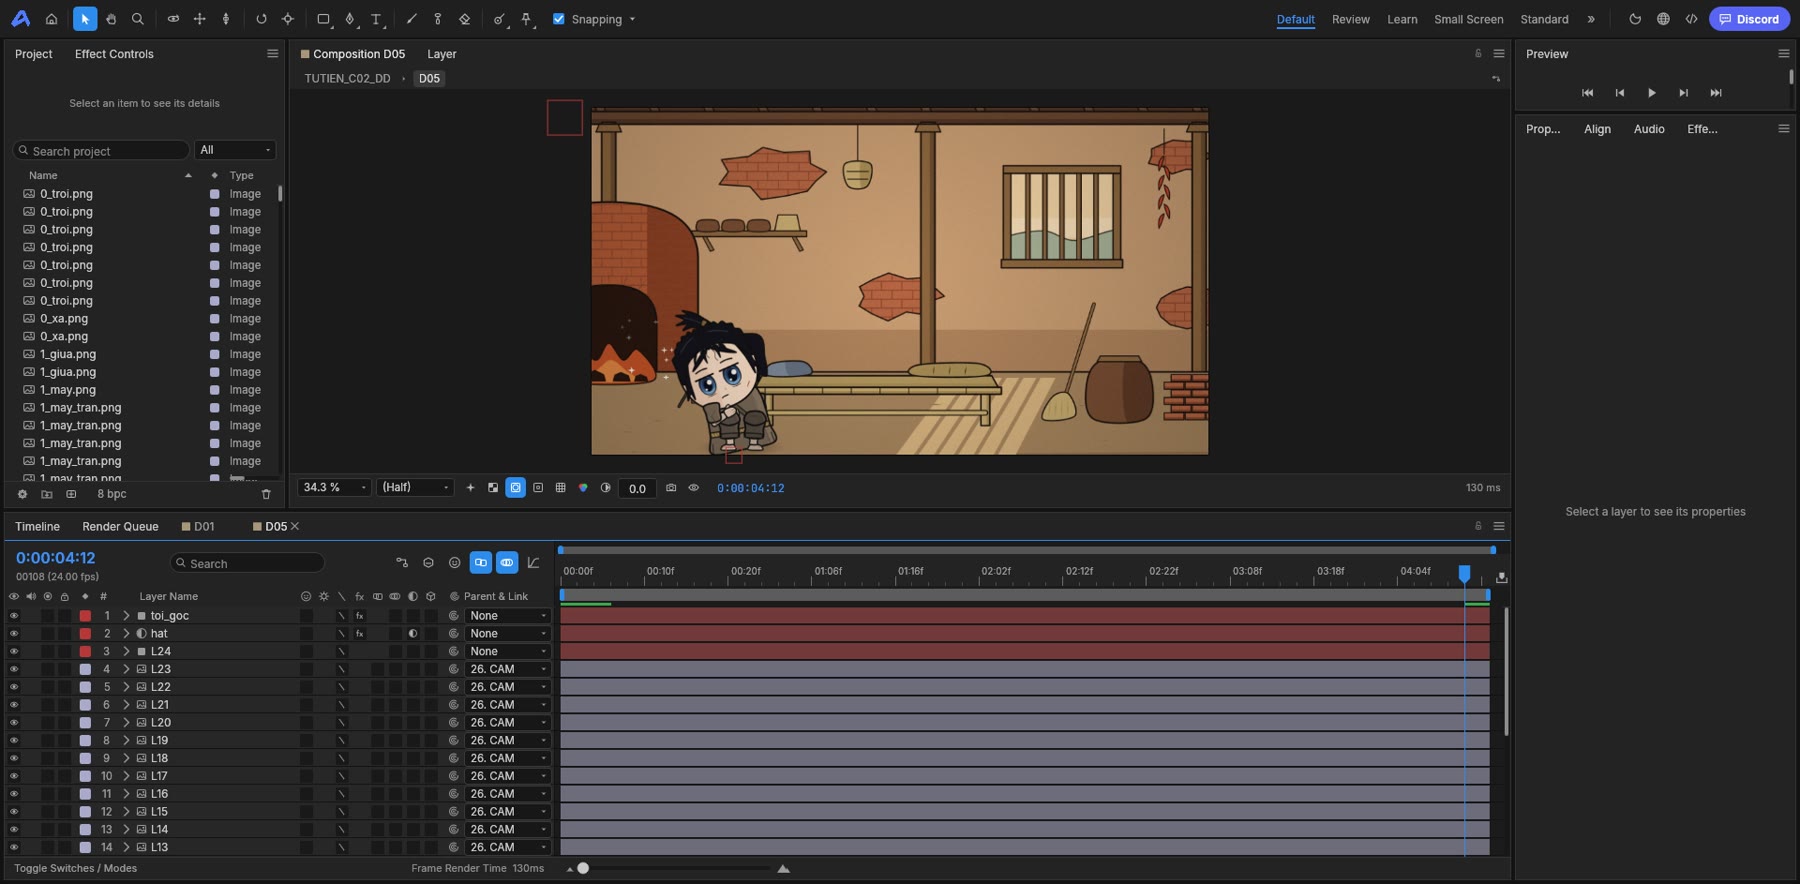 Snapping
Default
Review
Learn
Small Screen
Standard
Discord
Project
Effect Controls
Select an item to see its details
Search project
All
Name
Type
0_troi.png
Image
0_troi.png
Image
0_troi.png
Image
0_troi.png
Image
0_troi.png
Image
0_troi.png
Image
0_troi.png
Image
0_xa.png
Image
0_xa.png
Image
1_giua.png
Image
1_giua.png
Image
1_may.png
Image
1_may_tran.png
Image
1_may_tran.png
Image
1_may_tran.png
Image
1_may_tran.png
Image
1_may_tran.png
8 bpc
Composition D05
Layer
TUTIEN_C02_DD
D05
34.3 %
(Half)
0.0
0:00:04:12
130 ms
Preview
Prop...
Align
Audio
Effe...
Select a layer to see its properties
Timeline
Render Queue
D01
D05
0:00:04:12
00108 (24.00 fps)
Search
00:00f
00:10f
00:20f
01:06f
01:16f
02:02f
02:12f
02:22f
03:08f
03:18f
04:04f
#
Layer Name
fx
Parent & Link
1 toi_goc fx None
2 hat fx None
3 L24 None
4 L23 26. CAM
5 L22 26. CAM
6 L21 26. CAM
7 L20 26. CAM
8 L19 26. CAM
9 L18 26. CAM
10 L17 26. CAM
11 L16 26. CAM
12 L15 26. CAM
13 L14 26. CAM
14 L13 26. CAM
Toggle Switches / Modes
Frame Render Time 130ms